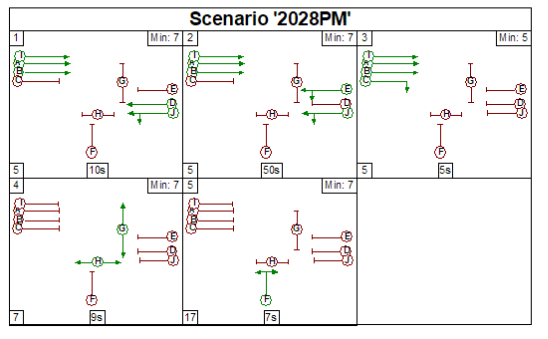 Scenario '2028PM'
1 Min: 7 2 Min: 7 3 Min: 5
I I I
A A A
B G B G B G
C E C E C E
D D D
H J H J H J
F F F
5 10s 5 50s 5 5s
4 Min: 7 5 Min: 7
I I
A A
B G B G
C E C E
D D
H J H J
F F
7 9s 17 7s